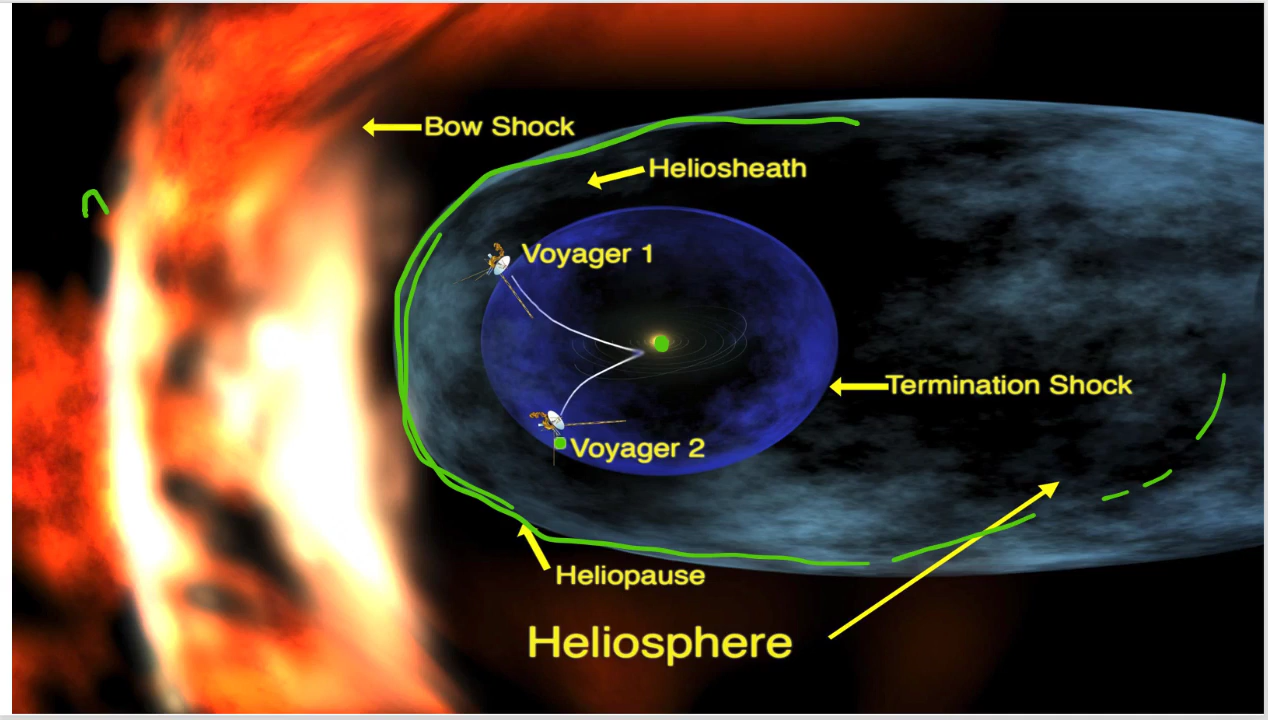 Bow Shock
Heliosheath
Voyager 1
Termination Shock
Voyager 2
Heliopause
Heliosphere